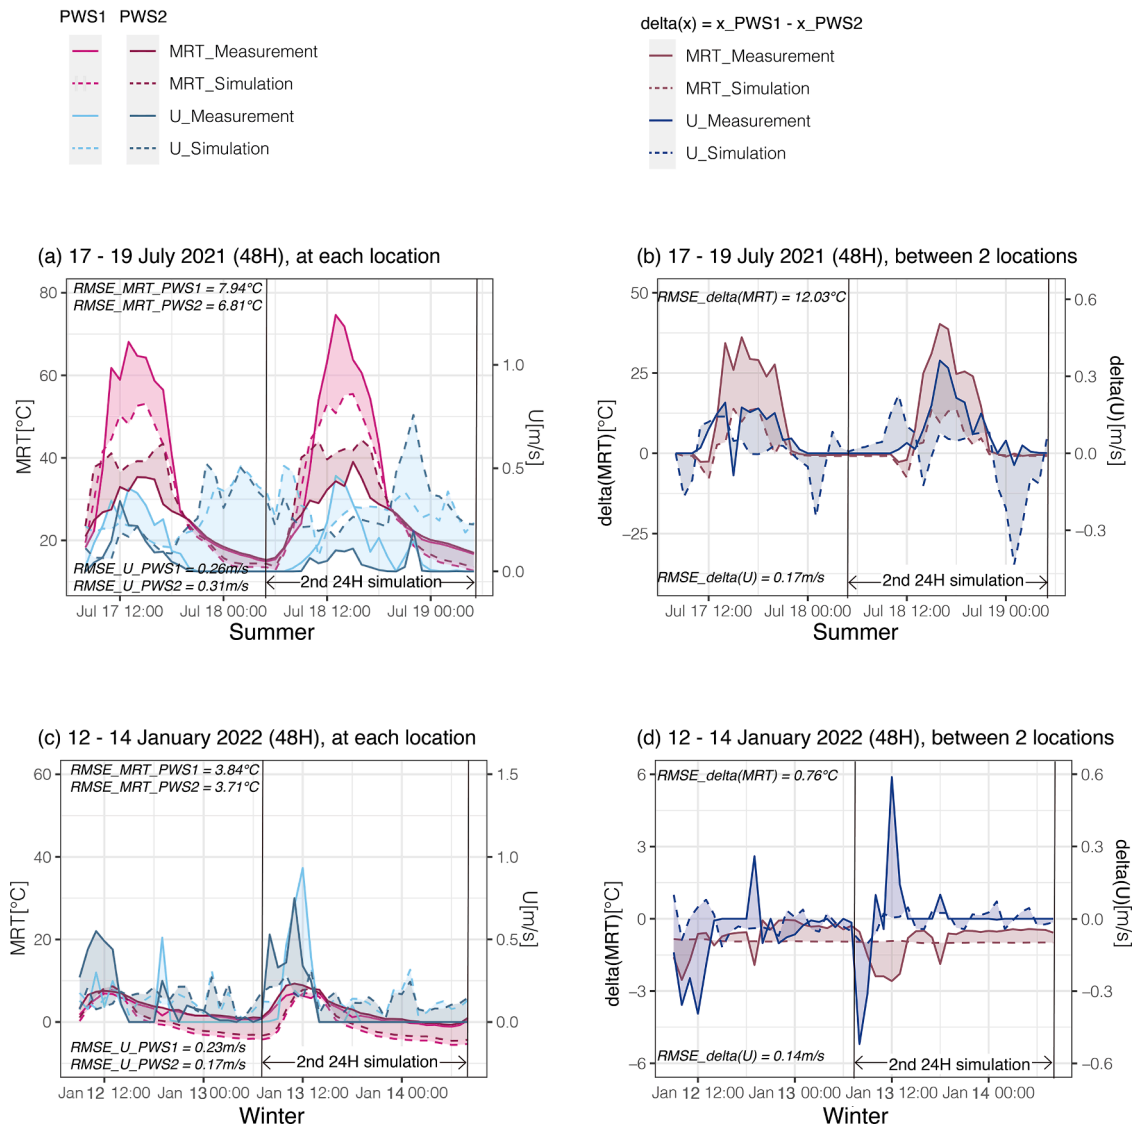 PWS1 PWS2
MRT_Measurement
MRT_Simulation
U_Measurement
U_Simulation
delta(x) = x_PWS1 - x_PWS2
MRT_Measurement
MRT_Simulation
U_Measurement
U_Simulation
(a) 17 - 19 July 2021 (48H), at each location
RMSE_MRT_PWS1 = 7.94°C
RMSE_MRT_PWS2 = 6.81°C
80
60
40
20
MRT[°C]
1.0
0.5
0.0
U[m/s]
RMSE_U_PWS1 = 0.26m/s
RMSE_U_PWS2 = 0.31m/s
2nd 24H simulation
Jul 17 12:00 Jul 18 00:00 Jul 18 12:00 Jul 19 00:00
Summer
(b) 17 - 19 July 2021 (48H), between 2 locations
RMSE_delta(MRT) = 12.03°C
50
25
0
−25
delta(MRT)[°C]
0.6
0.3
0.0
−0.3
delta(U)[m/s]
RMSE_delta(U) = 0.17m/s
2nd 24H simulation
Jul 17 12:00 Jul 18 00:00 Jul 18 12:00 Jul 19 00:00
Summer
(c) 12 - 14 January 2022 (48H), at each location
RMSE_MRT_PWS1 = 3.84°C
RMSE_MRT_PWS2 = 3.71°C
60
40
20
0
MRT[°C]
1.5
1.0
0.5
0.0
U[m/s]
RMSE_U_PWS1 = 0.23m/s
RMSE_U_PWS2 = 0.17m/s
2nd 24H simulation
Jan 12 12:00 Jan 13 00:00 Jan 13 12:00 Jan 14 00:00
Winter
(d) 12 - 14 January 2022 (48H), between 2 locations
RMSE_delta(MRT) = 0.76°C
6
3
0
−3
−6
delta(MRT)[°C]
0.6
0.3
0.0
−0.3
−0.6
delta(U)[m/s]
RMSE_delta(U) = 0.14m/s
2nd 24H simulation
Jan 12 12:00 Jan 13 00:00 Jan 13 12:00 Jan 14 00:00
Winter